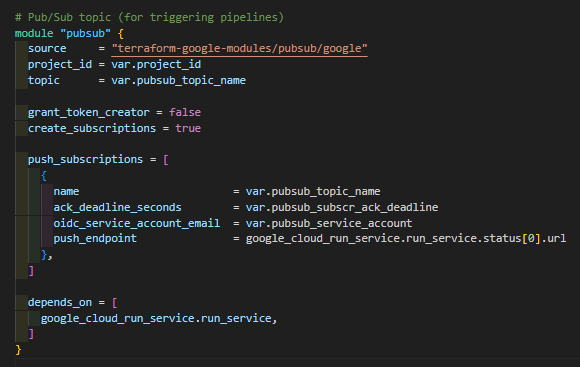 # Pub/Sub topic (for triggering pipelines)
module "pubsub" {
  source     = "terraform-google-modules/pubsub/google"
  project_id = var.project_id
  topic      = var.pubsub_topic_name

  grant_token_creator = false
  create_subscriptions = true

  push_subscriptions = [
    {
      name                       = var.pubsub_topic_name
      ack_deadline_seconds       = var.pubsub_subscr_ack_deadline
      oidc_service_account_email = var.pubsub_service_account
      push_endpoint              = google_cloud_run_service.run_service.status[0].url
    },
  ]

  depends_on = [
    google_cloud_run_service.run_service,
  ]
}